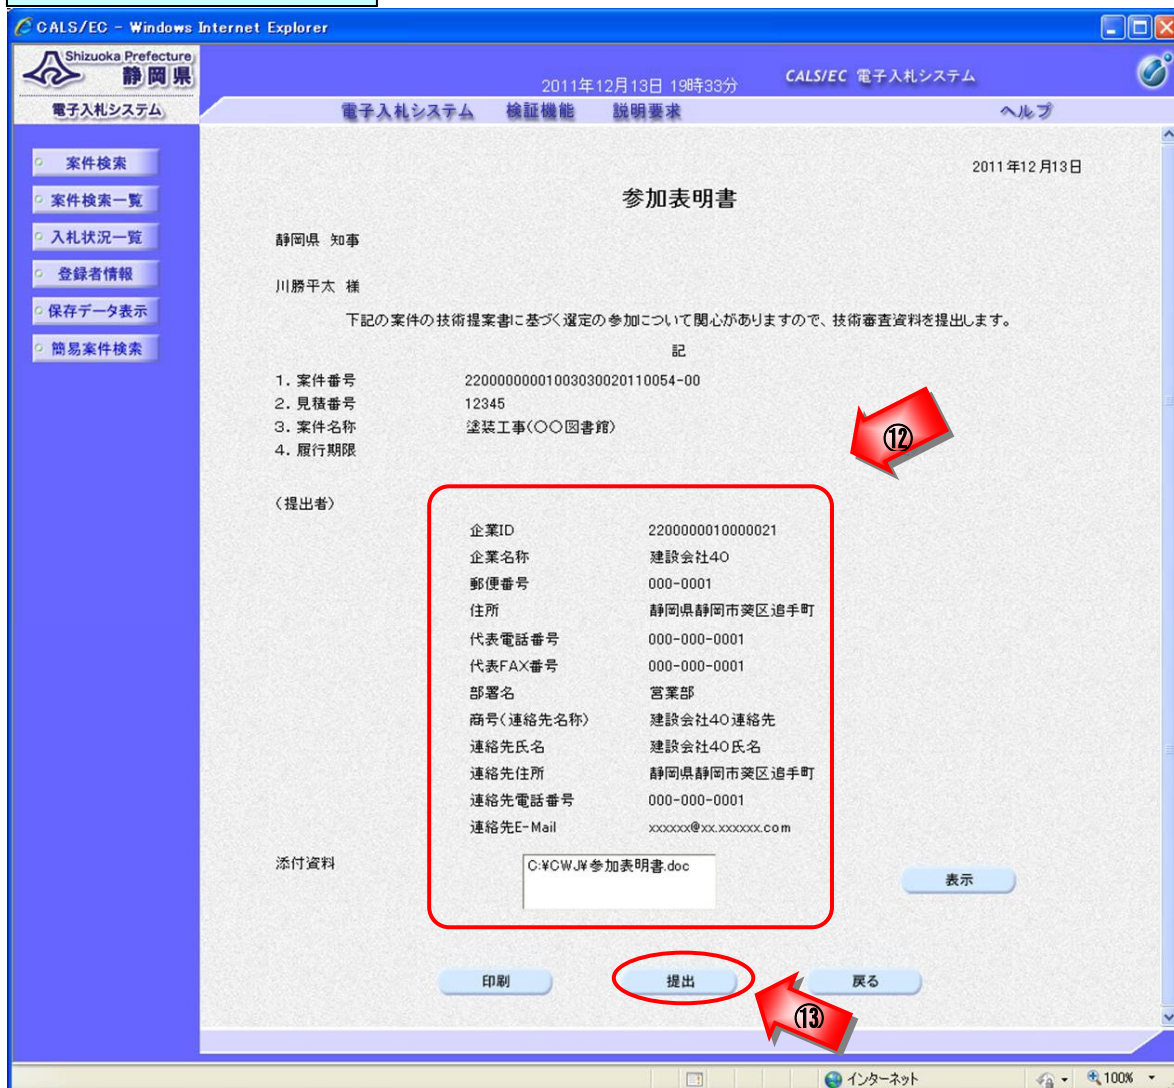 CALS/EC - Windows Internet Explorer
Shizuoka Prefecture
静岡県
電子入札システム
2011年12月13日 19時33分
CALS/EC 電子入札システム
電子入札システム 検証機能 説明要求 ヘルプ
案件検索
案件検索一覧
入札状況一覧
登録者情報
保存データ表示
簡易案件検索
2011年12月13日
参加表明書
静岡県 知事
川勝平太 様
下記の案件の技術提案書に基づく選定の参加について関心がありますので、技術審査資料を提出します。
記
1. 案件番号 2200000001003030020110054-00
2. 見積番号 12345
3. 案件名称 塗装工事(〇〇図書館)
4. 履行期限
⑫
(提出者)
企業ID 2200000010000021
企業名称 建設会社40
郵便番号 000-0001
住所 静岡県静岡市葵区追手町
代表電話番号 000-000-0001
代表FAX番号 000-000-0001
部署名 営業部
商号(連絡先名称) 建設会社40連絡先
連絡先氏名 建設会社40氏名
連絡先住所 静岡県静岡市葵区追手町
連絡先電話番号 000-000-0001
連絡先E-Mail xxxxxx@xx.xxxxxx.com
添付資料 C:¥CWJ¥参加表明書.doc
表示
印刷 提出 戻る
⑬
インターネット 100%